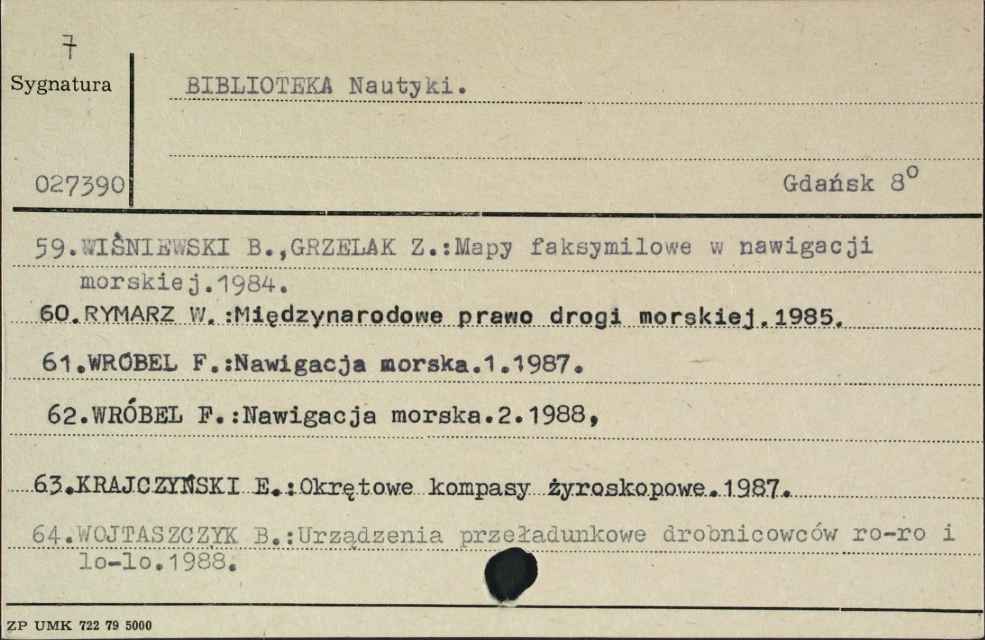 7
Sygnatura
BIBLIOTEKA Nautyki.
027390
Gdańsk 8°
59.WIŚNIEWSKI B.,GRZELAK Z.:Mapy faksymilowe w nawigacji
morskiej.1984.
60.RYMARZ W.:Międzynarodowe prawo drogi morskiej.1985.
61.WRÓBEL F.:Nawigacja morska.1.1987.
62.WRÓBEL F.:Nawigacja morska.2.1988,
63.KRAJCZYŃSKI E.:Okrętowe kompasy żyroskopowe.1987.
64.WOJTASZCZYK B.:Urządzenia przeładunkowe drobnicowców ro-ro i
lo-lo.1988.
ZP UMK 722 79 5000